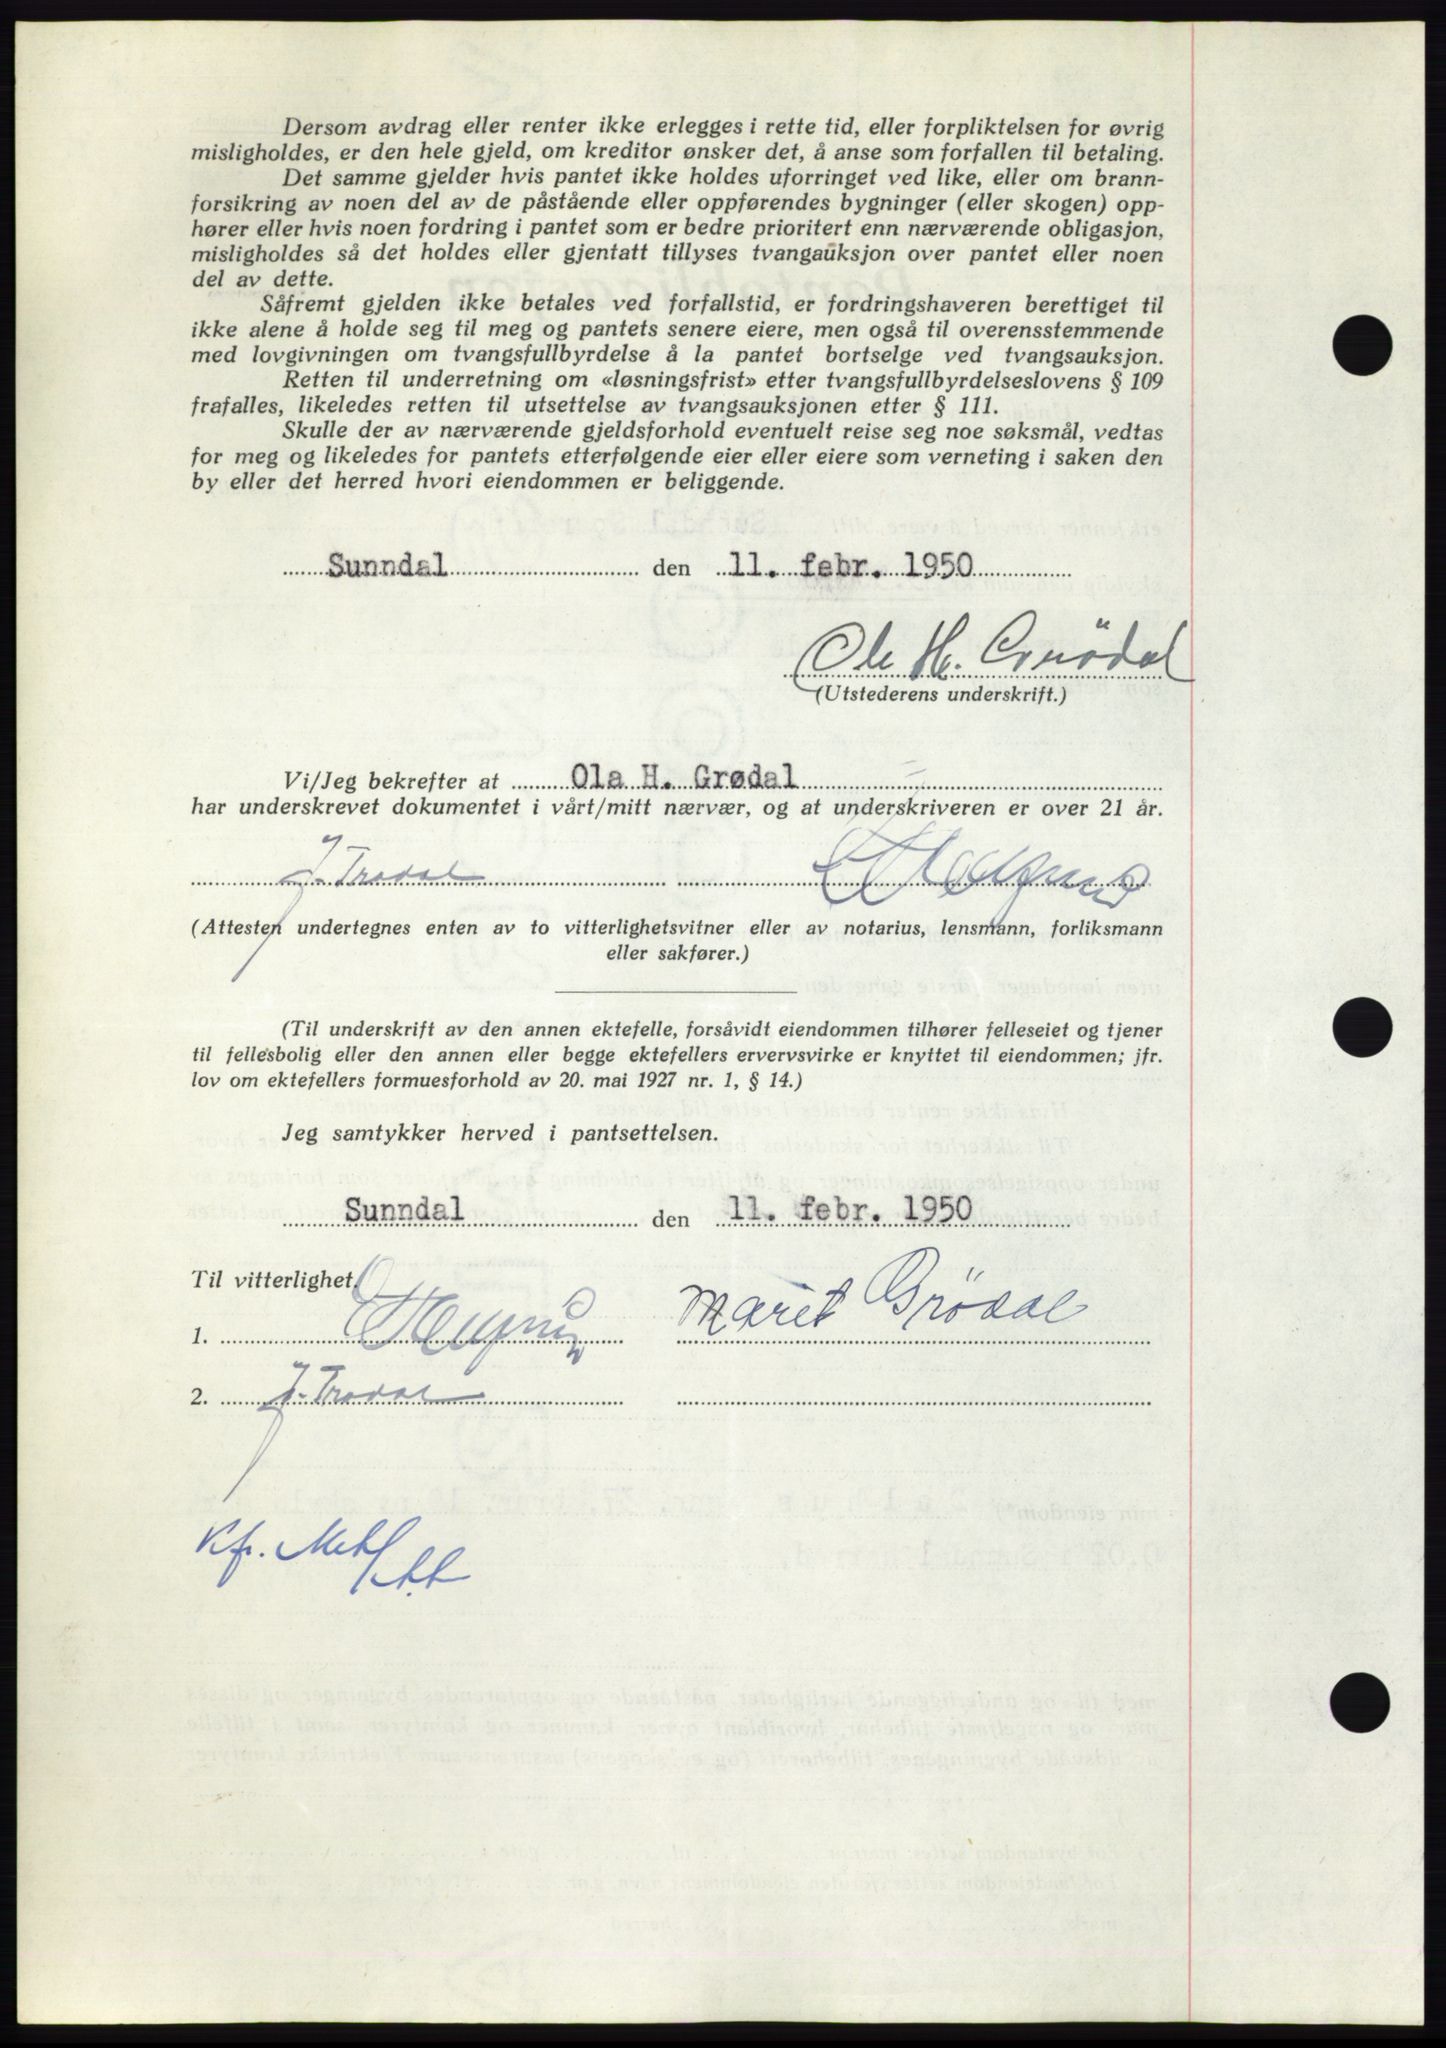 Dersom avdrag eller renter ikke erlegges i rette tid, eller forpliktelsen for øvrig
misligholdes, er den hele gjeld, om kreditor ønsker det, å anse som forfallen til betaling.
Det samme gjelder hvis pantet ikke holdes uforringet ved like, eller om brann-
forsikring av noen del av de påstående eller oppførendes bygninger (eller skogen) opp-
hører eller hvis noen fordring i pantet som er bedre prioritert enn nærværende obligasjon,
misligholdes så det holdes eller gjentatt tillyses tvangauksjon over pantet eller noen
del av dette.
Såfremt gjelden ikke betales ved forfallstid, er fordringshaveren berettiget til
ikke alene å holde seg til meg og pantets senere eiere, men også til overensstemmende
med lovgivningen om tvangsfullbyrdelse å la pantet bortselge ved tvangsauksjon.
Retten til underretning om «løsningsfrist» etter tvangsfullbyrdelseslovens § 109
frafalles, likeledes retten til utsettelse av tvangsauksjonen etter § 111.
Skulle der av nærværende gjeldsforhold eventuelt reise seg noe søksmål, vedtas
for meg og likeledes for pantets etterfølgende eier eller eiere som verneting i saken den
by eller det herred hvori eiendommen er beliggende.
Sunndal den 11. febr. 1950
Ola H. Grödal
(Utstederens underskrift.)
Vi/Jeg bekrefter at Ola H. Grødal
har underskrevet dokumentet i vårt/mitt nærvær, og at underskriveren er over 21 år.
J. Trodal
(Attesten undertegnes enten av to vitterlighetsvitner eller av notarius, lensmann, forliksmann
eller sakfører.)
(Til underskrift av den annen ektefelle, forsåvidt eiendommen tilhører felleseiet og tjener
til fellesbolig eller den annen eller begge ektefellers ervervsvirke er knyttet til eiendommen; jfr.
lov om ektefellers formuesforhold av 20. mai 1927 nr. 1, § 14.)
Jeg samtykker herved i pantsettelsen.
Sunndal den 11. febr. 1950
Til vitterlighet.
1. Maret Grödal
2. J. Trodal
Kfr.